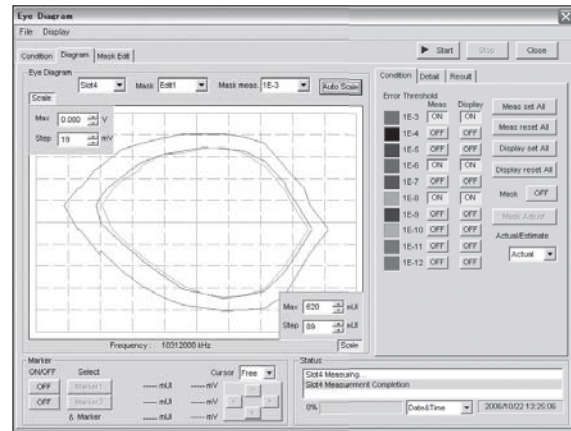 Eye Diagram
File Display
Condition Diagram Mask Edit
Start Stop Close
Eye Diagram
Slot4 Mask Edit1 Mask meas. 1E-3 Auto Scale
Scale
Max 0.000 V
Step 19 mV
Max 620 mUI
Step 89 mUI
Scale
Frequency : 10312000 kHz
Condition Detail Result
Error Threshold
Meas Display
1E-3 ON ON
1E-4 OFF OFF
1E-5 OFF OFF
1E-6 ON ON
1E-7 OFF OFF
1E-8 ON ON
1E-9 OFF OFF
1E-10 OFF OFF
1E-11 OFF OFF
1E-12 OFF OFF
Meas set All
Meas reset All
Display set All
Display reset All
Mask OFF
Mask Adjust
Actual/Estimate
Actual
Marker
ON/OFF Select Cursor Free
OFF Marker1 ----- mUI ----- mV
OFF Marker2 ----- mUI ----- mV
& Marker ----- mUI ----- mV
Status
Slot4 Measuring...
Slot4 Measurement Completion
0% Date&Time 2006/10/22 13:25:06